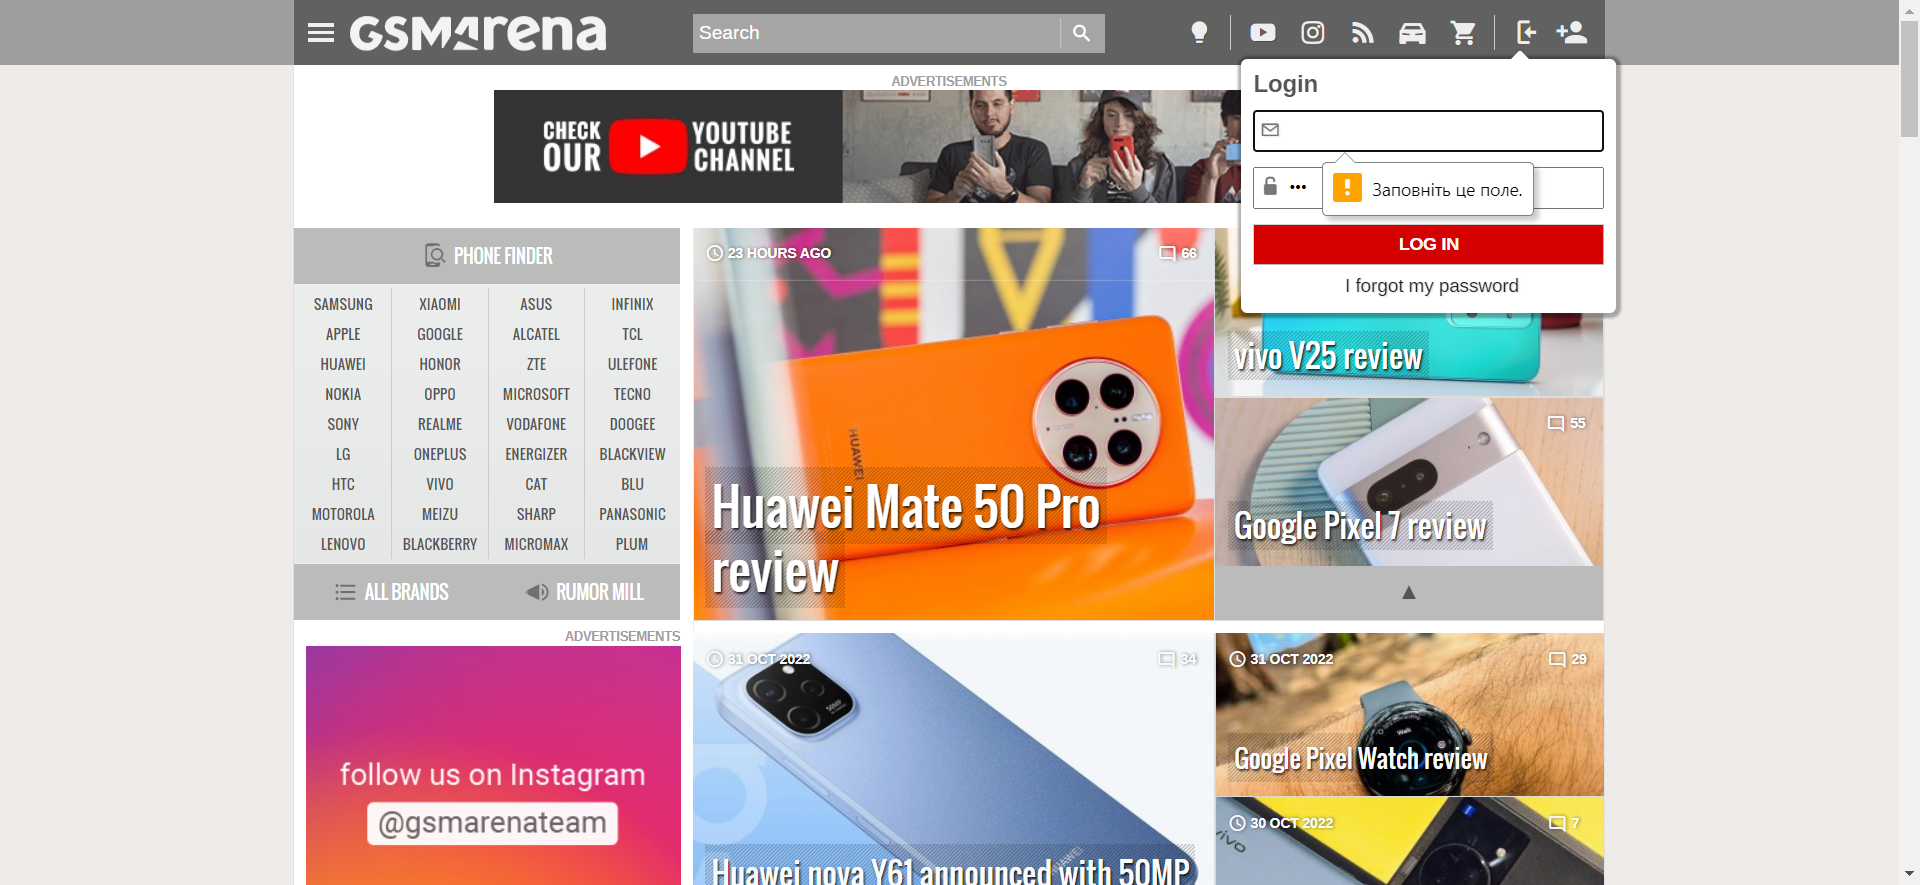 GSMArena
Search
ADVERTISEMENTS
CHECK OUR
YOUTUBE CHANNEL
Login
•••
Заповніть це поле.
LOG IN
I forgot my password
PHONE FINDER
SAMSUNG XIAOMI ASUS INFINIX
APPLE GOOGLE ALCATEL TCL
HUAWEI HONOR ZTE ULEFONE
NOKIA OPPO MICROSOFT TECNO
SONY REALME VODAFONE DOOGEE
LG ONEPLUS ENERGIZER BLACKVIEW
HTC VIVO CAT BLU
MOTOROLA MEIZU SHARP PANASONIC
LENOVO BLACKBERRY MICROMAX PLUM
ALL BRANDS RUMOR MILL
23 HOURS AGO 66
HUAWEI
Huawei Mate 50 Pro
review
vivo V25 review
55
Google Pixel 7 review
▲
ADVERTISEMENTS
follow us on Instagram
@gsmarenateam
31 OCT 2022 34
50MP
HUAWEI
Huawei nova Y61 announced with 50MP
31 OCT 2022 29
Walk
Google Pixel Watch review
30 OCT 2022 7
vivo